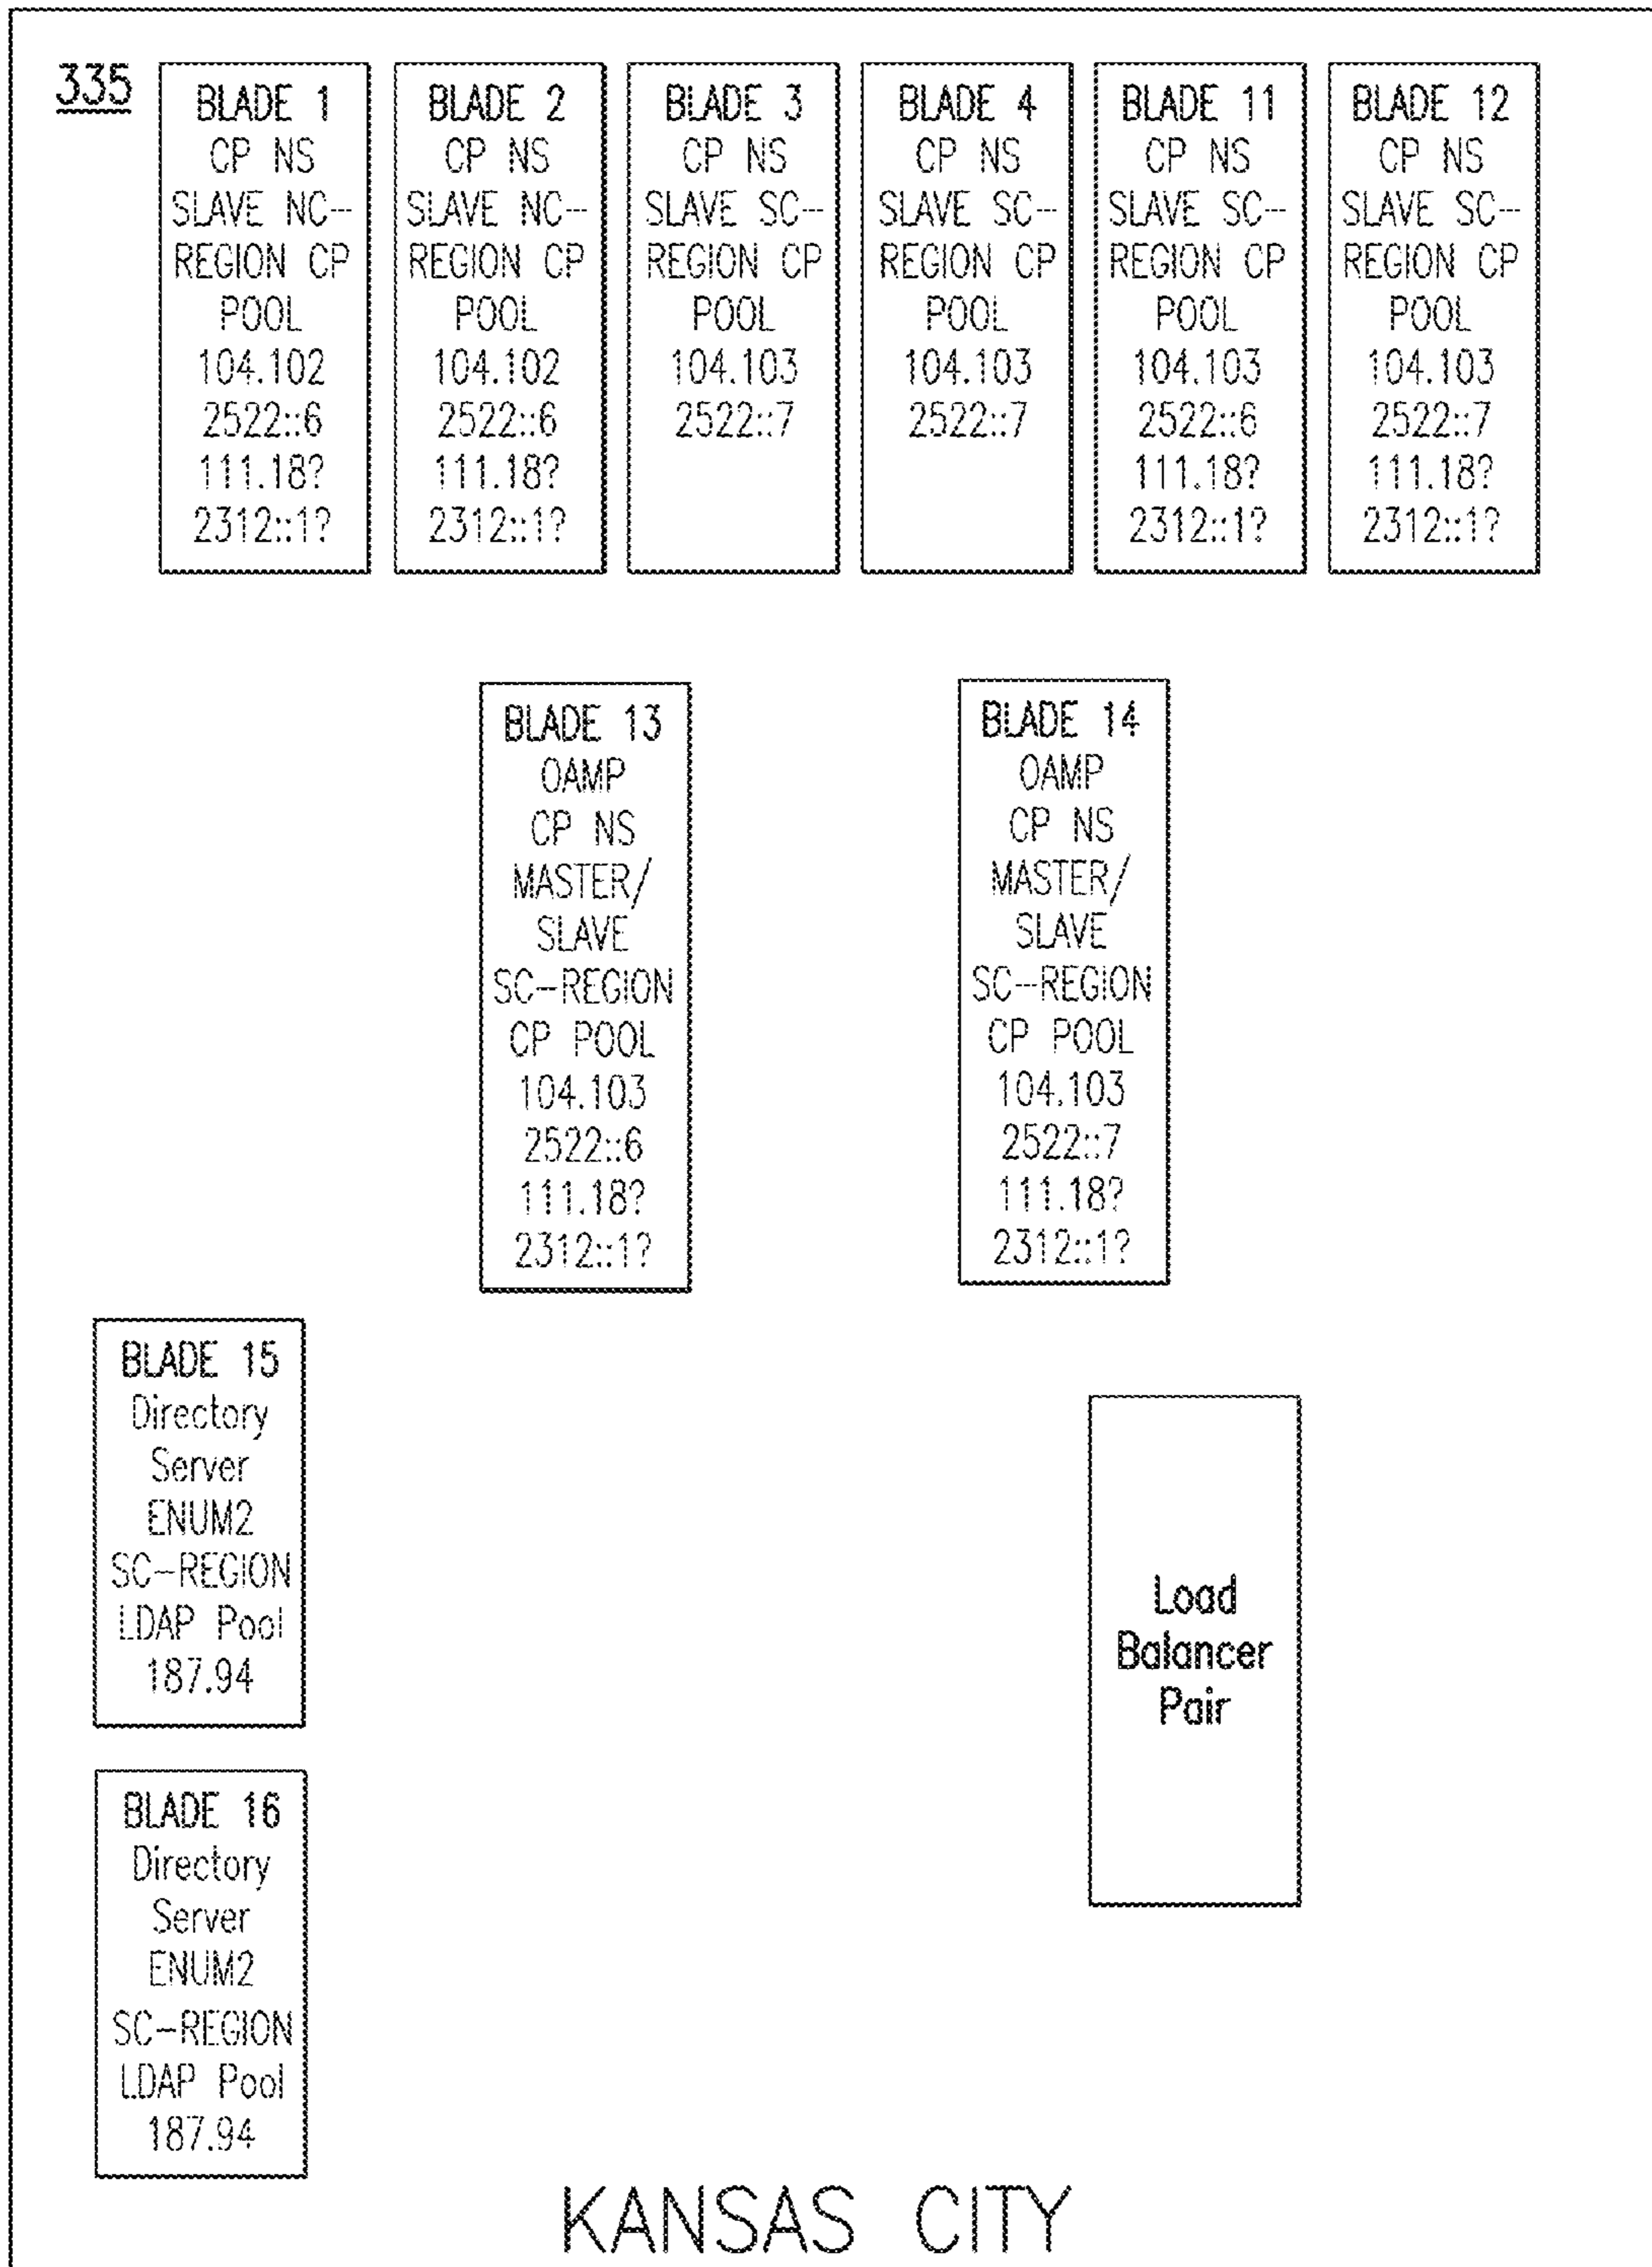 335
BLADE 1
CP NS
SLAVE NC-
REGION CP
POOL
104.102
2522::6
111.18?
2312::1?
BLADE 2
CP NS
SLAVE NC-
REGION CP
POOL
104.102
2522::6
111.18?
2312::1?
BLADE 3
CP NS
SLAVE SC-
REGION CP
POOL
104.103
2522::7
BLADE 4
CP NS
SLAVE SC-
REGION CP
POOL
104.103
2522::7
BLADE 11
CP NS
SLAVE SC-
REGION CP
POOL
104.103
2522::6
111.18?
2312::1?
BLADE 12
CP NS
SLAVE SC-
REGION CP
POOL
104.103
2522::7
111.18?
2312::1?
BLADE 13
OAMP
CP NS
MASTER/
SLAVE
SC-REGION
CP POOL
104.103
2522::6
111.18?
2312::1?
BLADE 14
OAMP
CP NS
MASTER/
SLAVE
SC-REGION
CP POOL
104.103
2522::7
111.18?
2312::1?
BLADE 15
Directory
Server
ENUM2
SC-REGION
LDAP Pool
187.94
Load
Balancer
Pair
BLADE 16
Directory
Server
ENUM2
SC-REGION
LDAP Pool
187.94
KANSAS CITY